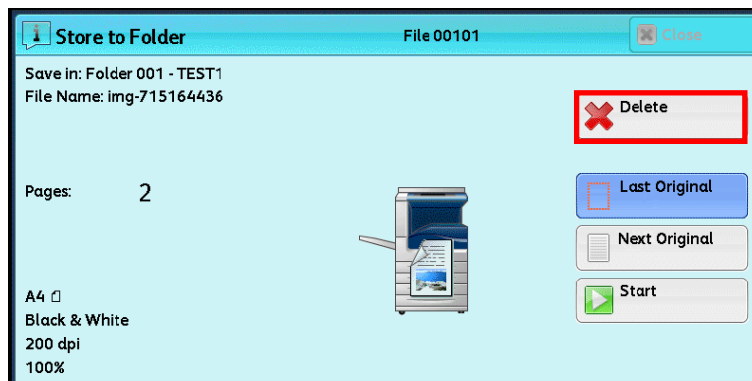 Store to Folder
File 00101
Close
Save in: Folder 001 - TEST1
File Name: img-715164436
Delete
Pages: 2
Last Original
Next Original
Start
A4
Black & White
200 dpi
100%